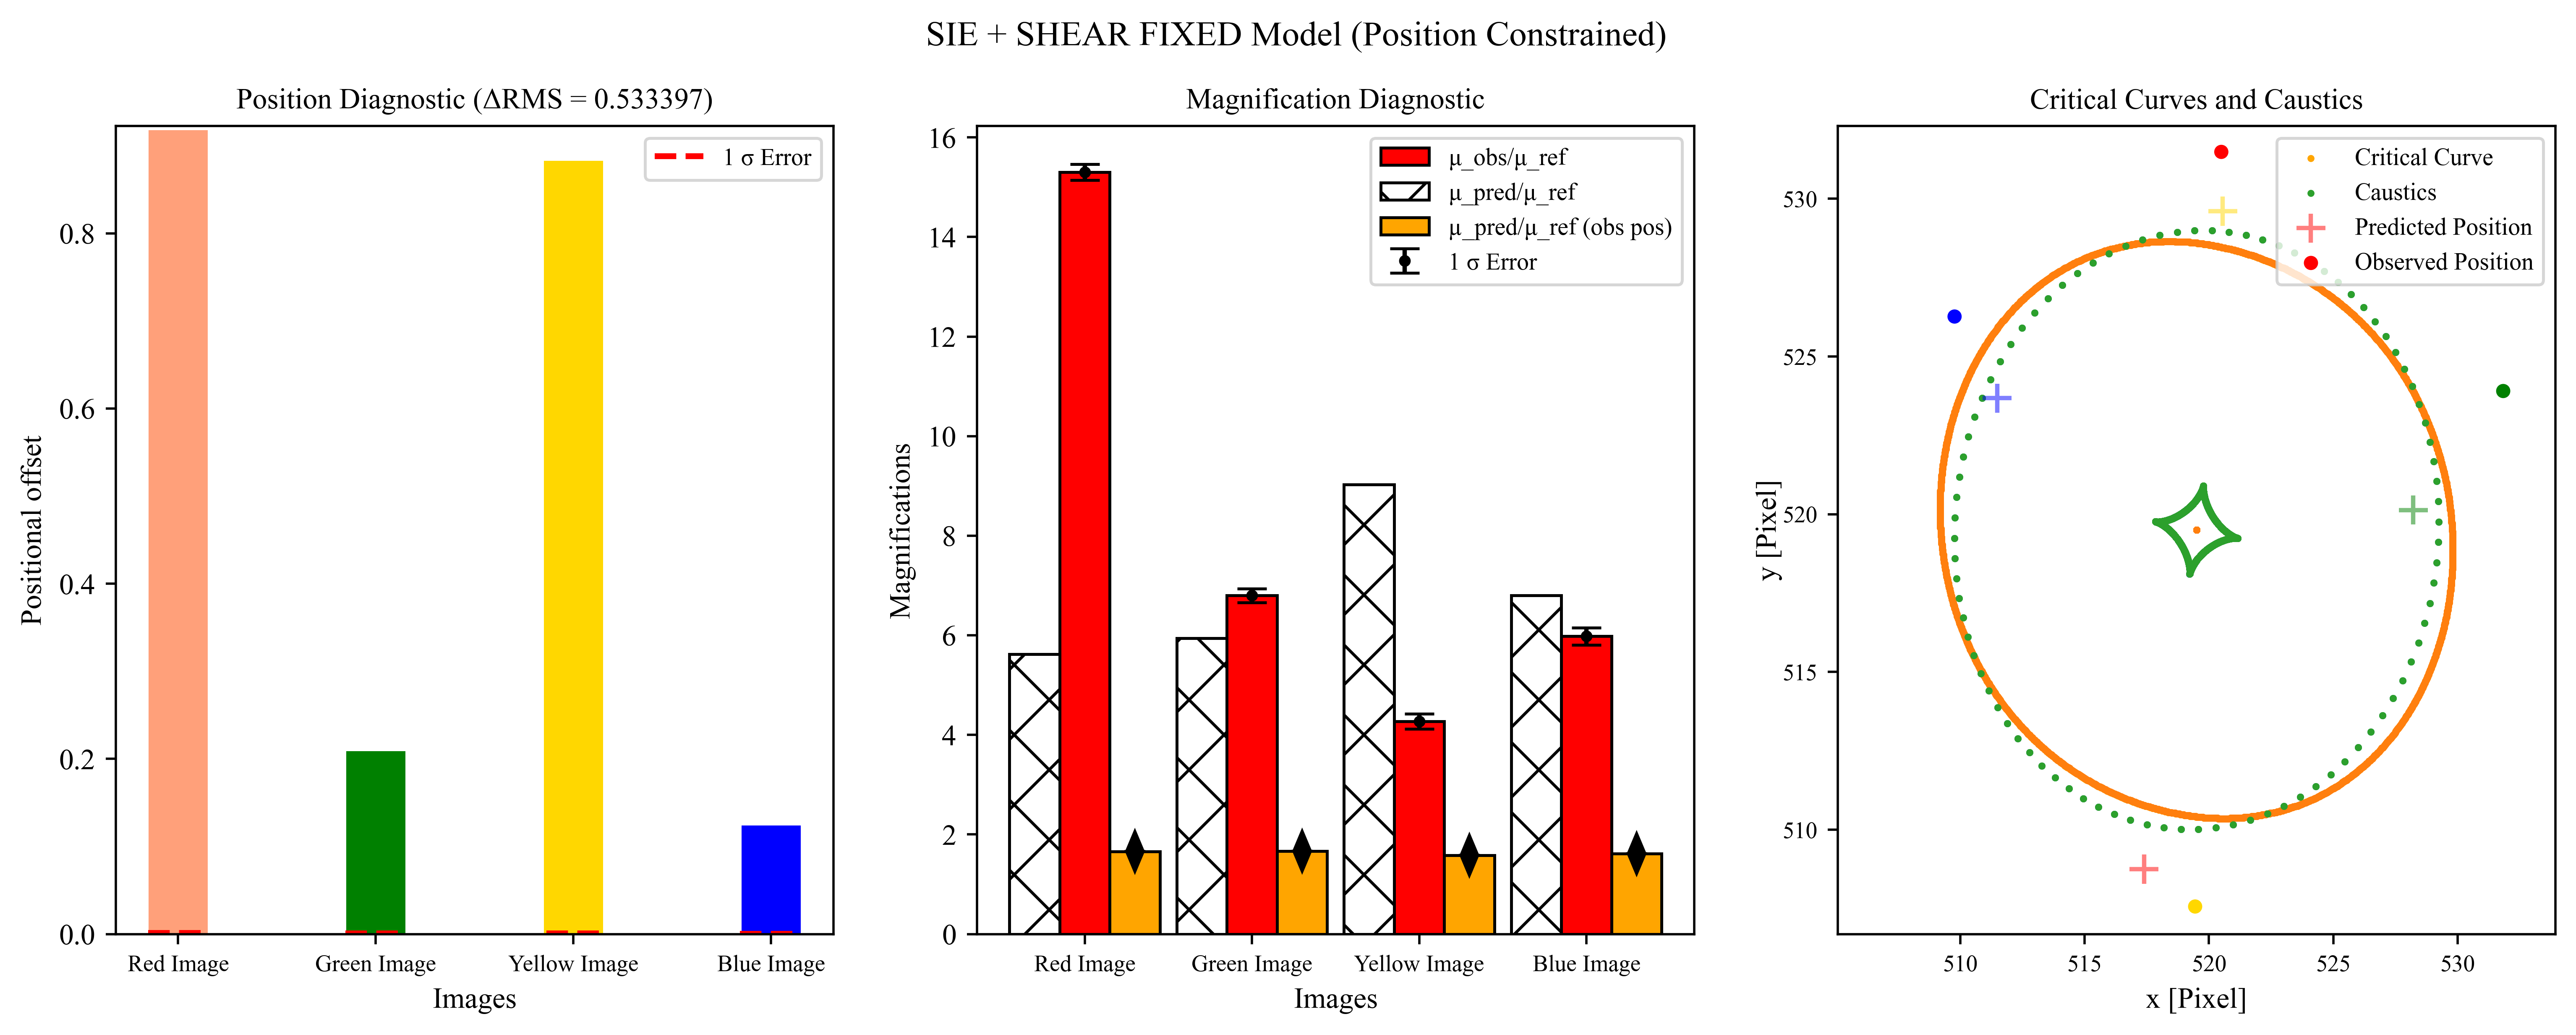 SIE + SHEAR FIXED Model (Position Constrained)
Position Diagnostic (ΔRMS = 0.533397)
1 σ Error
0.8
0.6
0.4
0.2
0.0
Positional offset
Red Image
Green Image
Yellow Image
Blue Image
Images
Magnification Diagnostic
μ_obs/μ_ref
μ_pred/μ_ref
μ_pred/μ_ref (obs pos)
1 σ Error
16
14
12
10
8
6
4
2
0
Magnifications
Red Image
Green Image
Yellow Image
Blue Image
Images
Critical Curves and Caustics
Critical Curve
Caustics
Predicted Position
Observed Position
530
525
520
515
510
y [Pixel]
510
515
520
525
530
x [Pixel]